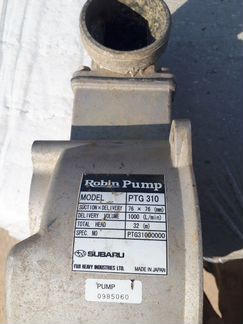 Robin Pump
MODEL PTG 310
SUCTION×DELIVERY 76 × 76 (mm)
DELIVERY VOLUME 1000 (L/min)
TOTAL HEAD 32 (m)
SPEC. NO PTG31000000
SUBARU
FUJI HEAVY INDUSTRIES LTD. MADE IN JAPAN
PUMP
0985060